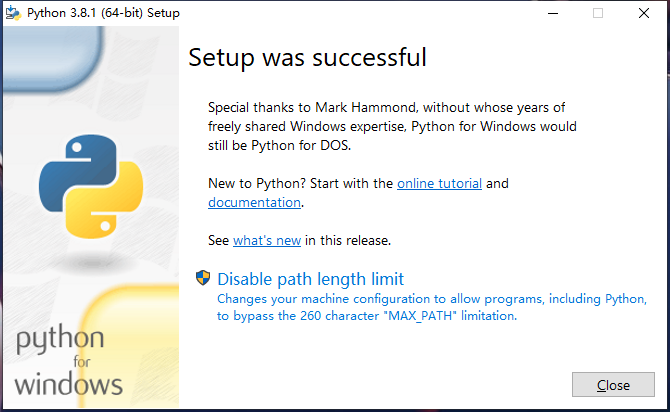 Python 3.8.1 (64-bit) Setup
Setup was successful
Special thanks to Mark Hammond, without whose years of
freely shared Windows expertise, Python for Windows would
still be Python for DOS.
New to Python? Start with the online tutorial and
documentation.
See what's new in this release.
Disable path length limit
Changes your machine configuration to allow programs, including Python,
to bypass the 260 character "MAX_PATH" limitation.
python
for
windows
Close